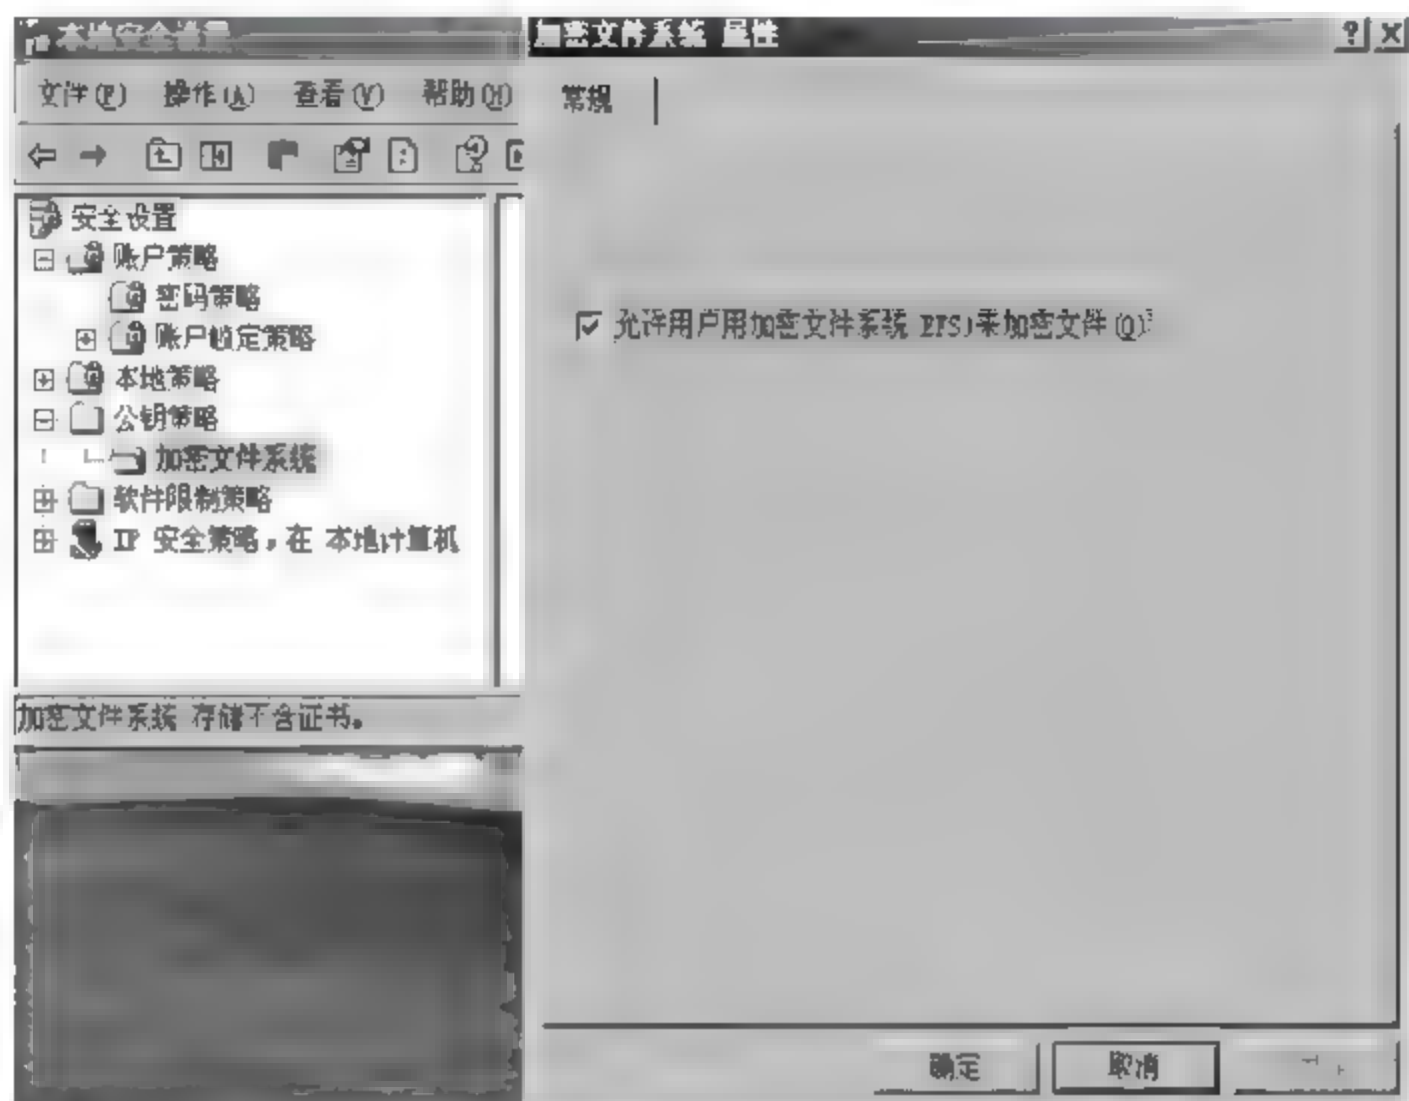 本地安全设置
文件(F) 操作(A) 查看(V) 帮助(H)
安全设置
账户策略
密码策略
账户锁定策略
本地策略
公钥策略
加密文件系统
软件限制策略
IP 安全策略，在 本地计算机
加密文件系统 存储不含证书。
加密文件系统 属性
常规
允许用户用加密文件系统 EFS)来加密文件(Q)
确定 取消